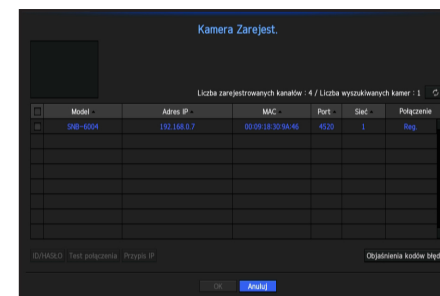 Kamera Zarejest.
Liczba zarejestrowanych kanałów : 4 / Liczba wyszukiwanych kamer : 1
Model Adres IP MAC Port Sieć Połączenie
SNB-6004 192.168.0.7 00:09:18:30:9A:46 4520 1 Reg.
ID/HASŁO Test połączenia Przypis IP Objaśnienia kodów błęd
OK Anuluj